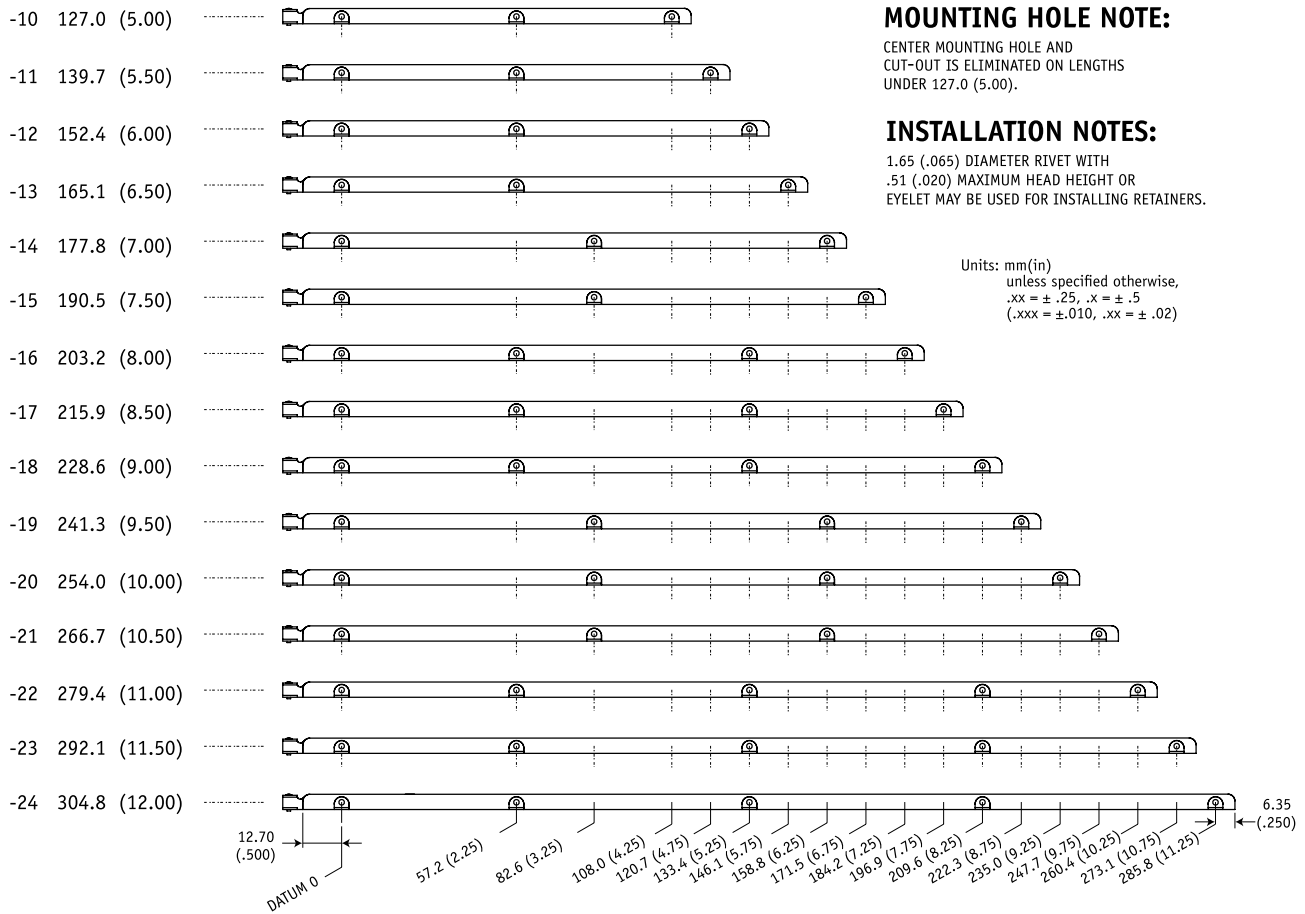 -10 127.0 (5.00)
-11 139.7 (5.50)
-12 152.4 (6.00)
-13 165.1 (6.50)
-14 177.8 (7.00)
-15 190.5 (7.50)
-16 203.2 (8.00)
-17 215.9 (8.50)
-18 228.6 (9.00)
-19 241.3 (9.50)
-20 254.0 (10.00)
-21 266.7 (10.50)
-22 279.4 (11.00)
-23 292.1 (11.50)
-24 304.8 (12.00)
MOUNTING HOLE NOTE:
CENTER MOUNTING HOLE AND
CUT-OUT IS ELIMINATED ON LENGTHS
UNDER 127.0 (5.00).
INSTALLATION NOTES:
1.65 (.065) DIAMETER RIVET WITH
.51 (.020) MAXIMUM HEAD HEIGHT OR
EYELET MAY BE USED FOR INSTALLING RETAINERS.
Units: mm(in)
unless specified otherwise,
.xx = ± .25, .x = ± .5
(.xxx = ±.010, .xx = ± .02)
12.70
(.500)
DATUM 0
57.2 (2.25)
82.6 (3.25)
108.0 (4.25)
120.7 (4.75)
133.4 (5.25)
146.1 (5.75)
158.8 (6.25)
171.5 (6.75)
184.2 (7.25)
196.9 (7.75)
209.6 (8.25)
222.3 (8.75)
235.0 (9.25)
247.7 (9.75)
260.4 (10.25)
273.1 (10.75)
285.8 (11.25)
6.35
(.250)